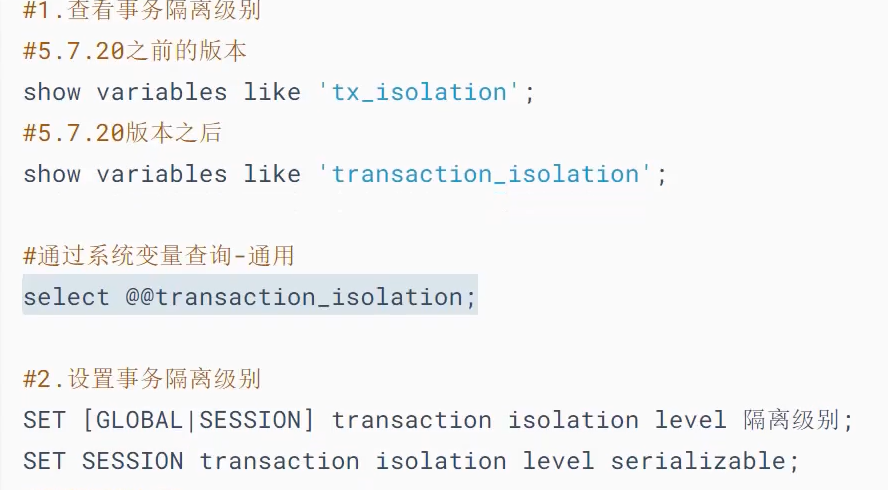 #1.查看事务隔离级别
#5.7.20之前的版本
show variables like 'tx_isolation';
#5.7.20版本之后
show variables like 'transaction_isolation';
#通过系统变量查询-通用
select @@transaction_isolation;
#2.设置事务隔离级别
SET [GLOBAL|SESSION] transaction isolation level 隔离级别;
SET SESSION transaction isolation level serializable;